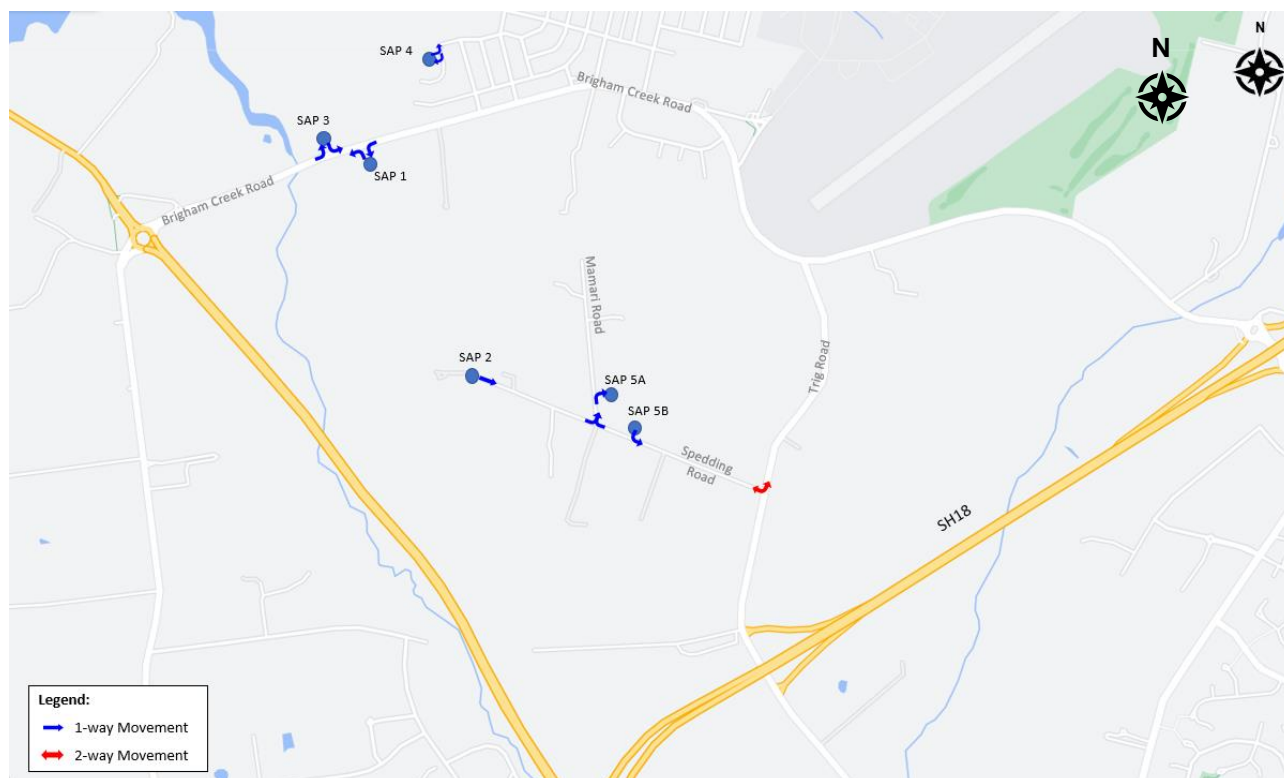 N
N
SAP 4
Brigham Creek Road
SAP 3
SAP 1
Brigham Creek Road
Mamari Road
SAP 2
SAP 5A
Trig Road
SAP 5B
Spedding
Road
SH18
Legend:
1-way Movement
2-way Movement